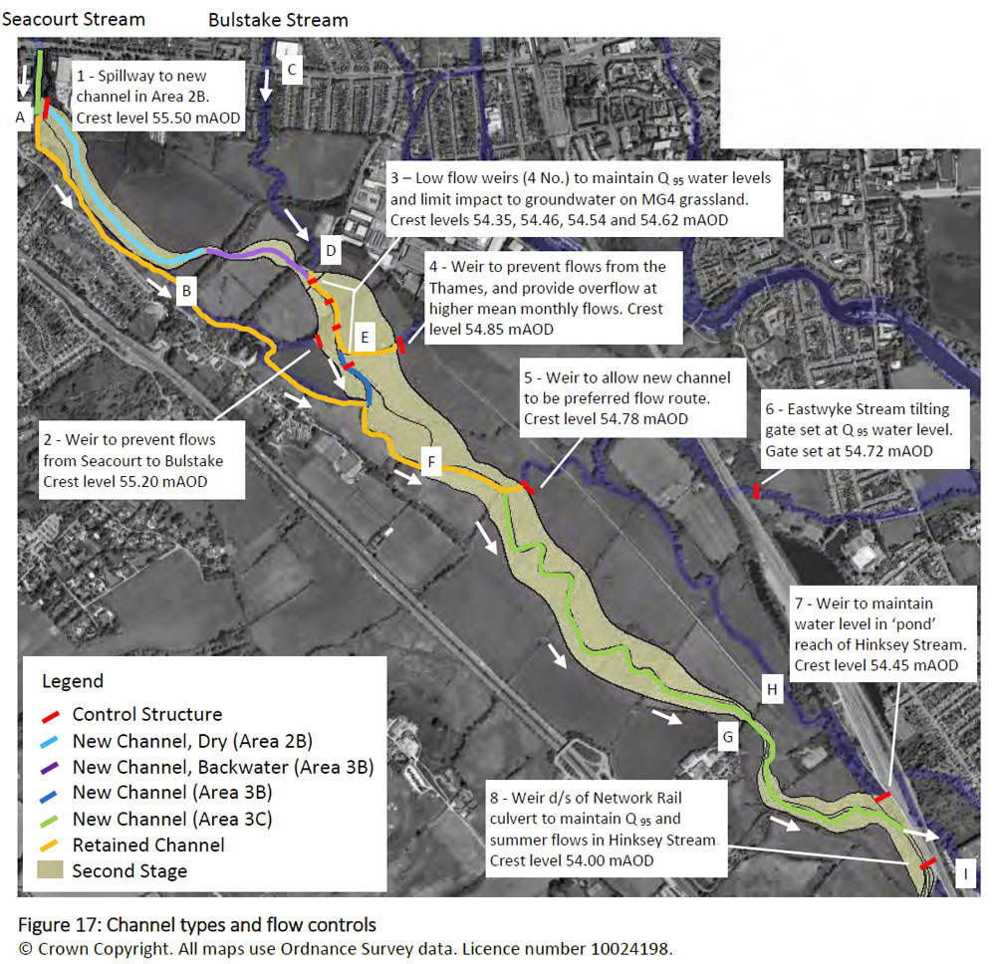 Seacourt Stream
Bulstake Stream
C
1 - Spillway to new
channel in Area 2B.
Crest level 55.50 mAOD
A
3 – Low flow weirs (4 No.) to maintain Q 95 water levels
and limit impact to groundwater on MG4 grassland.
Crest levels 54.35, 54.46, 54.54 and 54.62 mAOD
D
B
4 - Weir to prevent flows from the
Thames, and provide overflow at
higher mean monthly flows. Crest
level 54.85 mAOD
E
5 - Weir to allow new channel
to be preferred flow route.
Crest level 54.78 mAOD
6 - Eastwyke Stream tilting
gate set at Q 95 water level.
Gate set at 54.72 mAOD
2 - Weir to prevent flows
from Seacourt to Bulstake
Crest level 55.20 mAOD
F
7 - Weir to maintain
water level in ‘pond’
reach of Hinksey Stream.
Crest level 54.45 mAOD
H
G
8 - Weir d/s of Network Rail
culvert to maintain Q 95 and
summer flows in Hinksey Stream.
Crest level 54.00 mAOD
I
Legend
Control Structure
New Channel, Dry (Area 2B)
New Channel, Backwater (Area 3B)
New Channel (Area 3B)
New Channel (Area 3C)
Retained Channel
Second Stage
Figure 17: Channel types and flow controls
© Crown Copyright. All maps use Ordnance Survey data. Licence number 10024198.